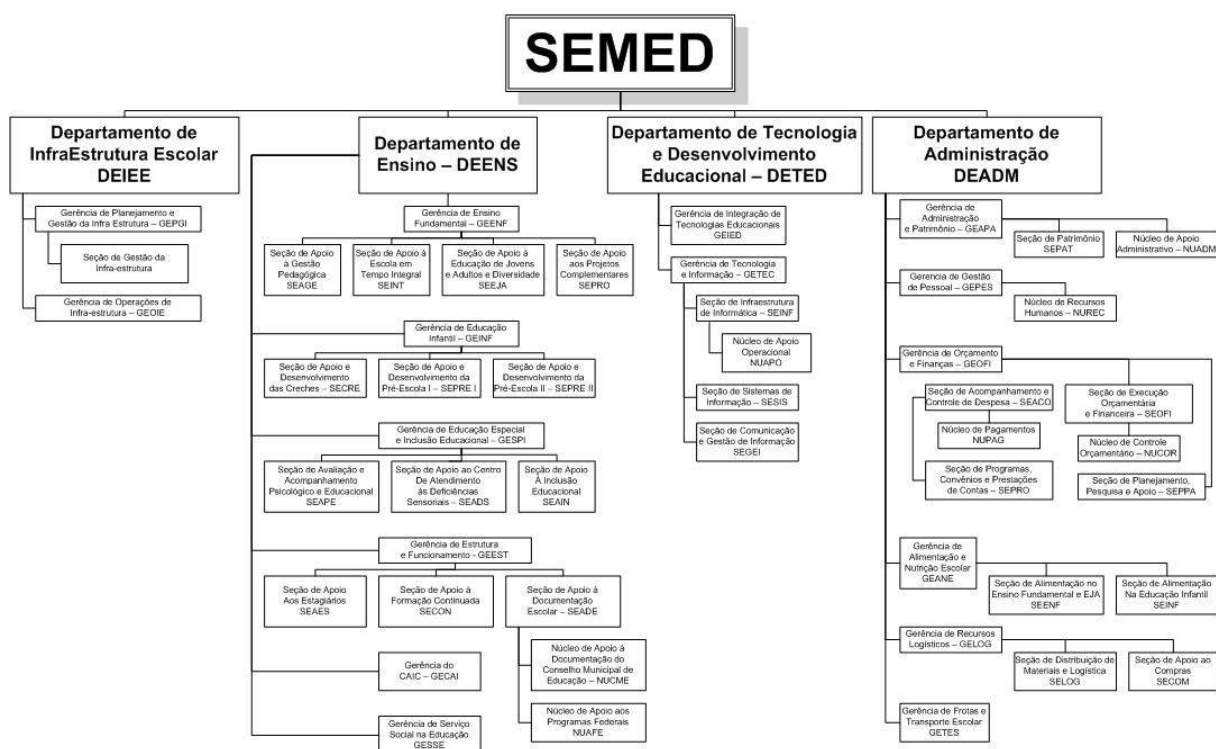 SEMED
Departamento de
InfraEstrutura Escolar
DEIEE
Gerência de Planejamento e
Gestão da Infra Estrutura – GEPGI
Seção de Gestão da
Infra-estrutura
Gerência de Operações de
Infra-estrutura – GEOIE
Departamento de
Ensino – DEENS
Gerência de Ensino
Fundamental – GEENF
Seção de Apoio
à Gestão
Pedagógica
SEAGE
Seção de Apoio à
Escola em
Tempo Integral
SEINT
Seção de Apoio á
Educação de Jovens
e Adultos e Diversidade
SEEJA
Seção de Apoio
aos Projetos
Complementares
SEPRO
Gerência de Educação
Infantil – GEINF
Seção de Apoio e
Desenvolvimento
das Creches – SECRE
Seção de Apoio e
Desenvolvimento da
Pré-Escola I – SEPRE I
Seção de Apoio e
Desenvolvimento da
Pré-Escola II – SEPRE II
Gerência de Educação Especial
e Inclusão Educacional – GESPI
Seção de Avaliação e
Acompanhamento
Psicológico e Educacional
SEAPE
Seção de Apoio ao Centro
De Atendimento
às Deficiências
Sensoriais – SEADS
Seção de Apoio
À Inclusão
Educacional
SEAIN
Gerência de Estrutura
e Funcionamento - GEEST
Seção de Apoio
Aos Estagiários
SEAES
Seção de Apoio à
Formação Continuada
SECON
Seção de Apoio á
Documentação
Escolar – SEADE
Núcleo de Apoio à
Documentação do
Conselho Municipal de
Educação – NUCME
Núcleo de Apoio aos
Programas Federais
NUAFE
Gerência do
CAIC – GECAI
Gerência de Serviço
Social na Educação
GESSE
Departamento de Tecnologia
e Desenvolvimento
Educacional – DETED
Gerência de Integração de
Tecnologias Educacionais
GEIED
Gerência de Tecnologia
e Informação – GETEC
Seção de Infraestrutura
de Informática – SEINF
Núcleo de Apoio
Operacional
NUAPO
Seção de Sistemas de
Informação – SESIS
Seção de Comunicação
e Gestão de Informação
SEGEI
Departamento de
Administração
DEADM
Gerência de
Administração
e Patrimônio – GEAPA
Seção de Patrimônio
SEPAT
Núcleo de Apoio
Administrativo – NUADM
Gerencia de Gestão
de Pessoal – GEPES
Núcleo de Recursos
Humanos – NUREC
Gerência de Orçamento
e Finanças – GEOFI
Seção de Acompanhamento e
Controle de Despesa – SEACO
Núcleo de Pagamentos
NUPAG
Seção de Programas,
Convênios e Prestações
de Contas – SEPRO
Seção de Execução
Orçamentária
e Financeira – SEOFI
Núcleo de Controle
Orçamentário – NUCOR
Seção de Planejamento,
Pesquisa e Apoio – SEPPA
Gerência de
Alimentação e
Nutrição Escolar
GEANE
Seção de Alimentação no
Ensino Fundamental e EJA
SEENF
Seção de Alimentação
Na Educação Infantil
SEINF
Gerência de Recursos
Logísticos – GELOG
Seção de Distribuição de
Materiais e Logística
SELOG
Seção de Apoio ao
Compras
SECOM
Gerência de Frotas e
Transporte Escolar
GETES